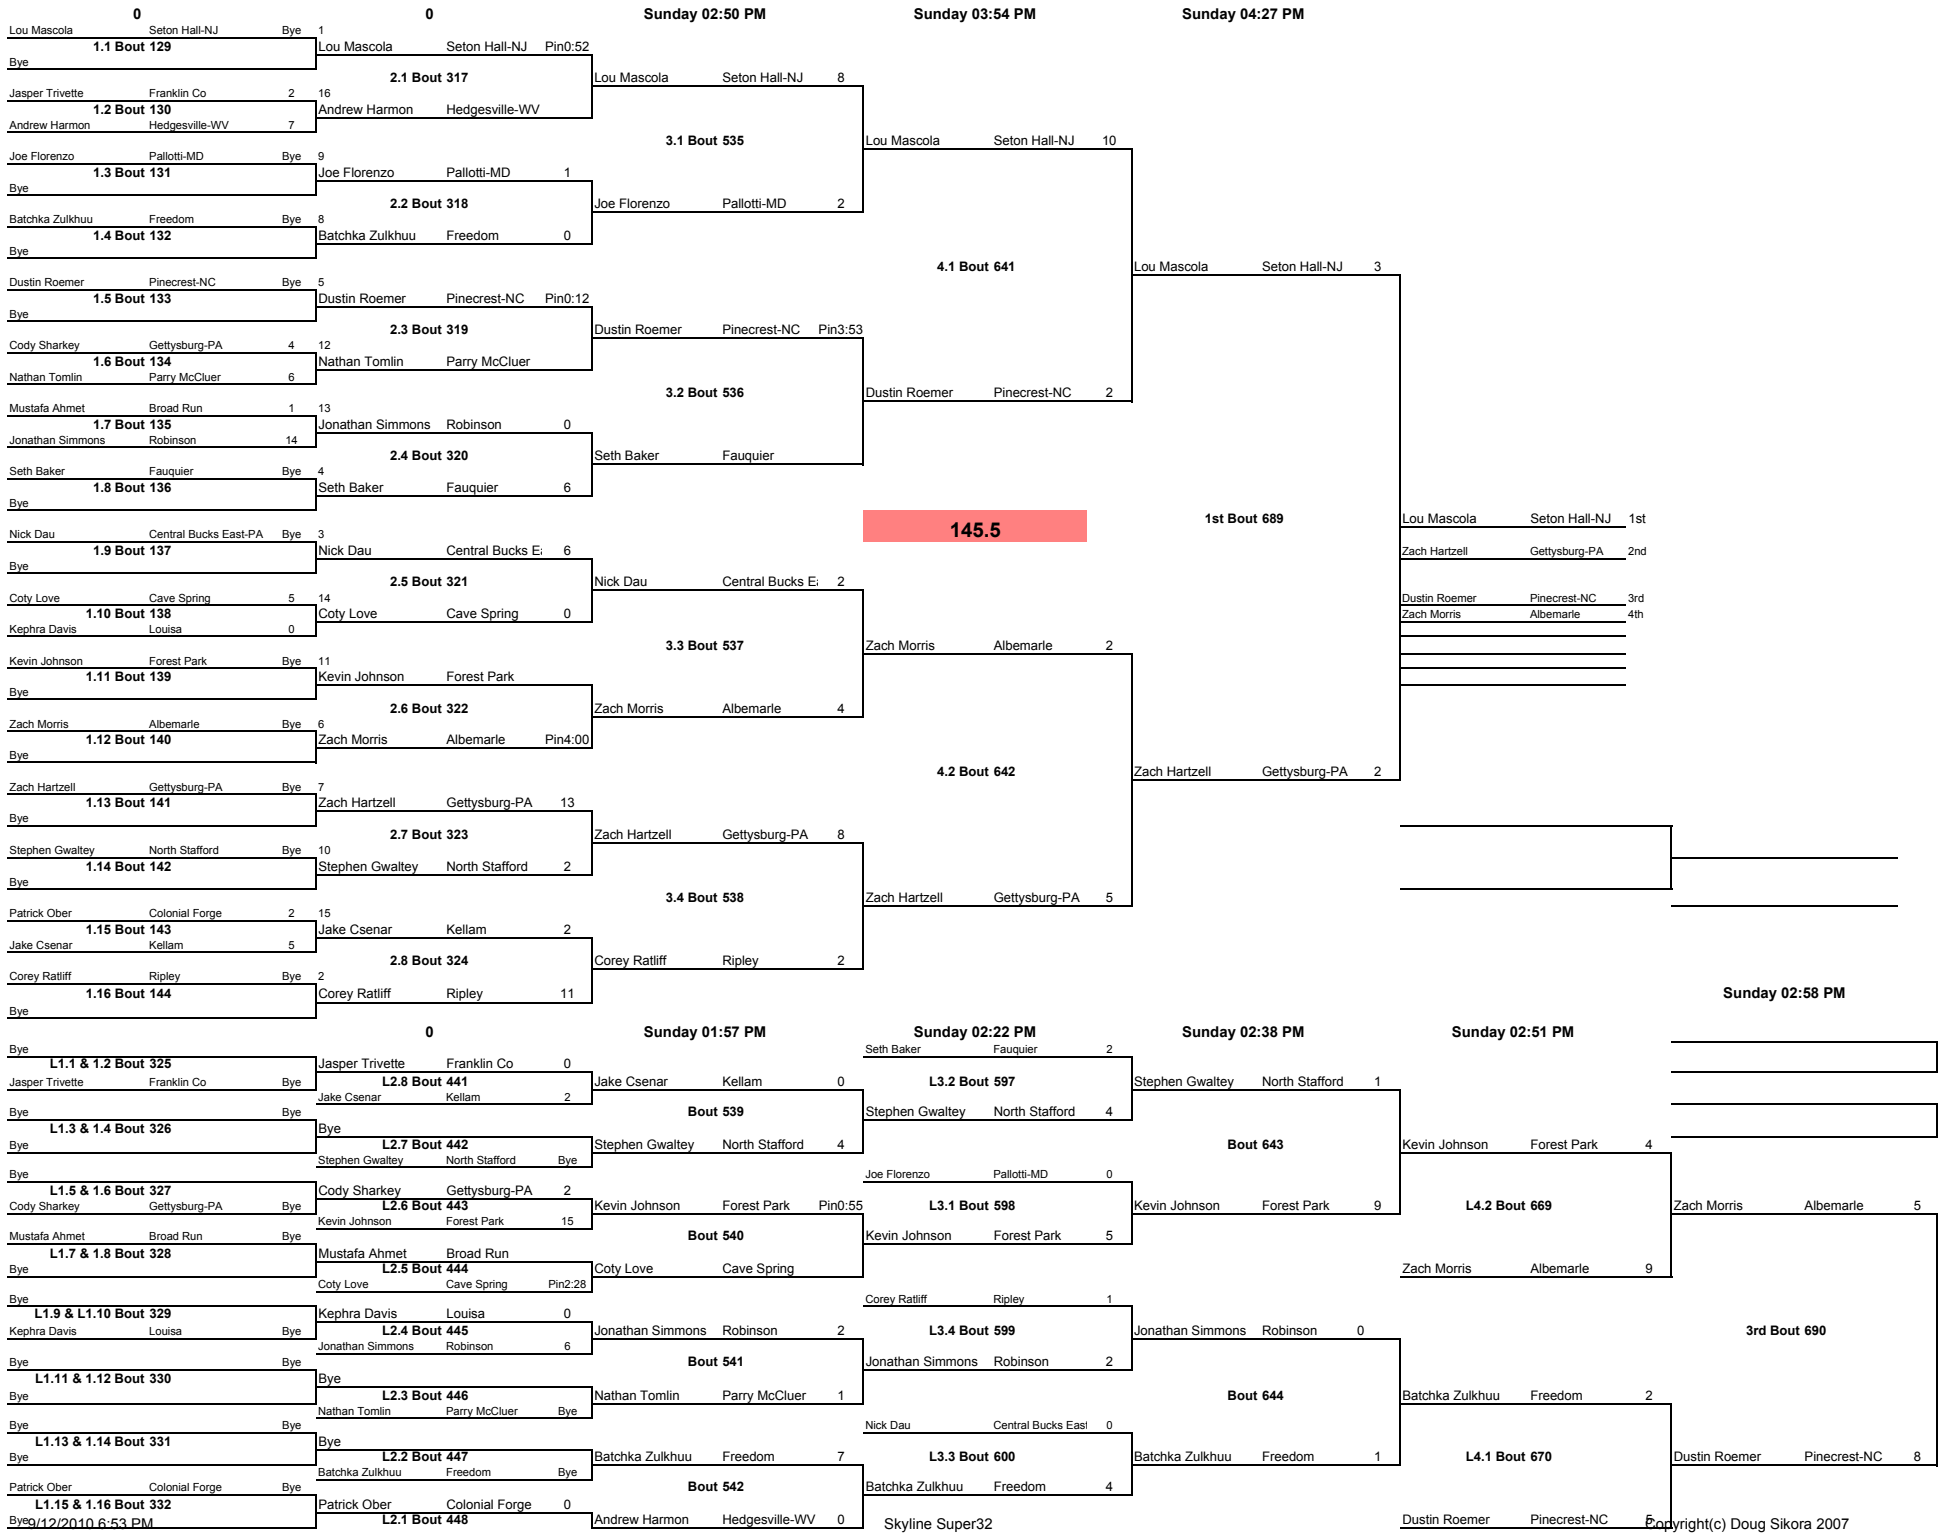 0 0 Sunday 02:50 PM Sunday 03:54 PM Sunday 04:27 PM
Lou Mascola Seton Hall-NJ Bye 1
1.1 Bout 129 Lou Mascola Seton Hall-NJ Pin0:52
Bye
2.1 Bout 317 Lou Mascola Seton Hall-NJ 8
Jasper Trivette Franklin Co 2 16
1.2 Bout 130 Andrew Harmon Hedgesville-WV
Andrew Harmon Hedgesville-WV 7
3.1 Bout 535 Lou Mascola Seton Hall-NJ 10
Joe Florenzo Pallotti-MD Bye 9
1.3 Bout 131 Joe Florenzo Pallotti-MD 1
Bye
2.2 Bout 318 Joe Florenzo Pallotti-MD 2
Batchka Zulkhuu Freedom Bye 8
1.4 Bout 132 Batchka Zulkhuu Freedom 0
Bye
4.1 Bout 641 Lou Mascola Seton Hall-NJ 3
Dustin Roemer Pinecrest-NC Bye 5
1.5 Bout 133 Dustin Roemer Pinecrest-NC Pin0:12
Bye
2.3 Bout 319 Dustin Roemer Pinecrest-NC Pin3:53
Cody Sharkey Gettysburg-PA 4 12
1.6 Bout 134 Nathan Tomlin Parry McCluer
Nathan Tomlin Parry McCluer 6
3.2 Bout 536 Dustin Roemer Pinecrest-NC 2
Mustafa Ahmet Broad Run 1 13
1.7 Bout 135 Jonathan Simmons Robinson 0
Jonathan Simmons Robinson 14
2.4 Bout 320 Seth Baker Fauquier
Seth Baker Fauquier Bye 4
1.8 Bout 136 Seth Baker Fauquier 6
Bye
145.5 1st Bout 689 Lou Mascola Seton Hall-NJ 1st
Nick Dau Central Bucks East-PA Bye 3
1.9 Bout 137 Nick Dau Central Bucks Ea 6 Zach Hartzell Gettysburg-PA 2nd
Bye
2.5 Bout 321 Nick Dau Central Bucks Ea 2
Coty Love Cave Spring 5 14 Dustin Roemer Pinecrest-NC 3rd
1.10 Bout 138 Coty Love Cave Spring 0 Zach Morris Albemarle 4th
Kephra Davis Louisa 0
3.3 Bout 537 Zach Morris Albemarle 2
Kevin Johnson Forest Park Bye 11
1.11 Bout 139 Kevin Johnson Forest Park
Bye
2.6 Bout 322 Zach Morris Albemarle 4
Zach Morris Albemarle Bye 6
1.12 Bout 140 Zach Morris Albemarle Pin4:00
Bye
4.2 Bout 642 Zach Hartzell Gettysburg-PA 2
Zach Hartzell Gettysburg-PA Bye 7
1.13 Bout 141 Zach Hartzell Gettysburg-PA 13
Bye
2.7 Bout 323 Zach Hartzell Gettysburg-PA 8
Stephen Gwaltey North Stafford Bye 10
1.14 Bout 142 Stephen Gwaltey North Stafford 2
Bye
3.4 Bout 538 Zach Hartzell Gettysburg-PA 5
Patrick Ober Colonial Forge 2 15
1.15 Bout 143 Jake Csenar Kellam 2
Jake Csenar Kellam 5
2.8 Bout 324 Corey Ratliff Ripley 2
Corey Ratliff Ripley Bye 2
1.16 Bout 144 Corey Ratliff Ripley 11 Sunday 02:58 PM
Bye
0 Sunday 01:57 PM Sunday 02:22 PM Sunday 02:38 PM Sunday 02:51 PM
Bye Seth Baker Fauquier 2
L1.1 & 1.2 Bout 325 Jasper Trivette Franklin Co 0
Jasper Trivette Franklin Co Bye L2.8 Bout 441 Jake Csenar Kellam 0 L3.2 Bout 597 Stephen Gwaltey North Stafford 1
Jake Csenar Kellam 2
Bye Bye Bout 539 Stephen Gwaltey North Stafford 4
L1.3 & 1.4 Bout 326 Bye
Bye L2.7 Bout 442 Stephen Gwaltey North Stafford 4 Bout 643 Kevin Johnson Forest Park 4
Stephen Gwaltey North Stafford Bye
Bye Joe Florenzo Pallotti-MD 0
L1.5 & 1.6 Bout 327 Cody Sharkey Gettysburg-PA 2
Cody Sharkey Gettysburg-PA Bye L2.6 Bout 443 Kevin Johnson Forest Park Pin0:55 L3.1 Bout 598 Kevin Johnson Forest Park 9 L4.2 Bout 669 Zach Morris Albemarle 5
Kevin Johnson Forest Park 15
Mustafa Ahmet Broad Run Bye Bout 540 Kevin Johnson Forest Park 5
L1.7 & 1.8 Bout 328 Mustafa Ahmet Broad Run
Bye L2.5 Bout 444 Coty Love Cave Spring Zach Morris Albemarle 9
Coty Love Cave Spring Pin2:28
Bye Corey Ratliff Ripley 1
L1.9 & L1.10 Bout 329 Kephra Davis Louisa 0
Kephra Davis Louisa Bye L2.4 Bout 445 Jonathan Simmons Robinson 2 L3.4 Bout 599 Jonathan Simmons Robinson 0 3rd Bout 690
Jonathan Simmons Robinson 6
Bye Bye Bout 541 Jonathan Simmons Robinson 2
L1.11 & 1.12 Bout 330 Bye
Bye L2.3 Bout 446 Nathan Tomlin Parry McCluer 1 Bout 644 Batchka Zulkhuu Freedom 2
Nathan Tomlin Parry McCluer Bye
Bye Bye Nick Dau Central Bucks East 0
L1.13 & 1.14 Bout 331 Bye
Bye L2.2 Bout 447 Batchka Zulkhuu Freedom 7 L3.3 Bout 600 Batchka Zulkhuu Freedom 1 L4.1 Bout 670 Dustin Roemer Pinecrest-NC 8
Batchka Zulkhuu Freedom Bye
Patrick Ober Colonial Forge Bye Bout 542 Batchka Zulkhuu Freedom 4
L1.15 & 1.16 Bout 332 Patrick Ober Colonial Forge 0
Bye L2.1 Bout 448 Andrew Harmon Hedgesville-WV 0 Dustin Roemer Pinecrest-NC 5
9/12/2010 6:53 PM Skyline Super32 Copyright(c) Doug Sikora 2007